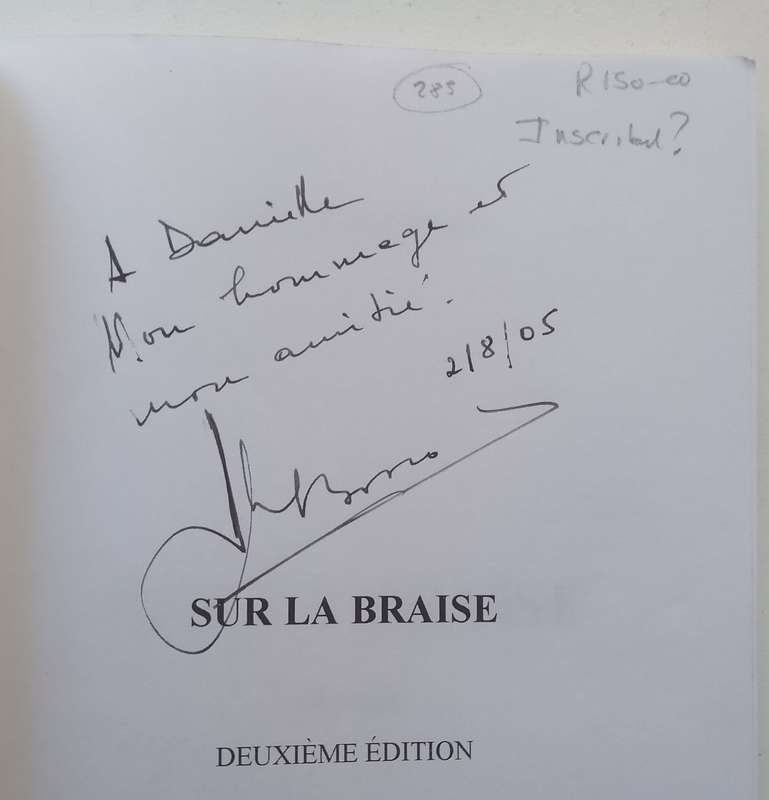 285
R150-00
Inscribed?
A Danielle
Mon hommage et
mon amitié.
2/8/05
SUR LA BRAISE
DEUXIÈME ÉDITION